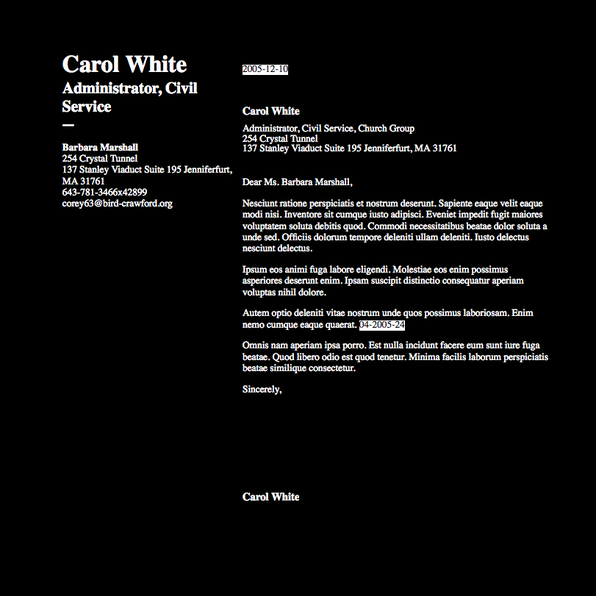 Carol White
Administrator, Civil
Service
—
Barbara Marshall
254 Crystal Tunnel
137 Stanley Viaduct Suite 195 Jenniferfurt,
MA 31761
643-781-3466x42899
corey63@bird-crawford.org
2005-12-10
Carol White
Administrator, Civil Service, Church Group
254 Crystal Tunnel
137 Stanley Viaduct Suite 195 Jenniferfurt, MA 31761
Dear Ms. Barbara Marshall,
Nesciunt ratione perspiciatis et nostrum deserunt. Sapiente eaque velit eaque
modi nisi. Inventore sit cumque iusto adipisci. Eveniet impedit fugit maiores
voluptatem soluta debitis quod. Commodi necessitatibus beatae dolor soluta a
unde sed. Officiis dolorum tempore deleniti ullam deleniti. Iusto delectus
nesciunt delectus.
Ipsum eos animi fuga labore eligendi. Molestiae eos enim possimus
asperiores deserunt enim. Ipsam suscipit distinctio consequatur aperiam
voluptas nihil dolore.
Autem optio deleniti vitae nostrum unde quos possimus laboriosam. Enim
nemo cumque eaque quaerat. 04-2005-24
Omnis nam aperiam ipsa porro. Est nulla incidunt facere eum sunt iure fuga
beatae. Quod libero odio est quod tenetur. Minima facilis laborum perspiciatis
beatae similique consectetur.
Sincerely,
Carol White